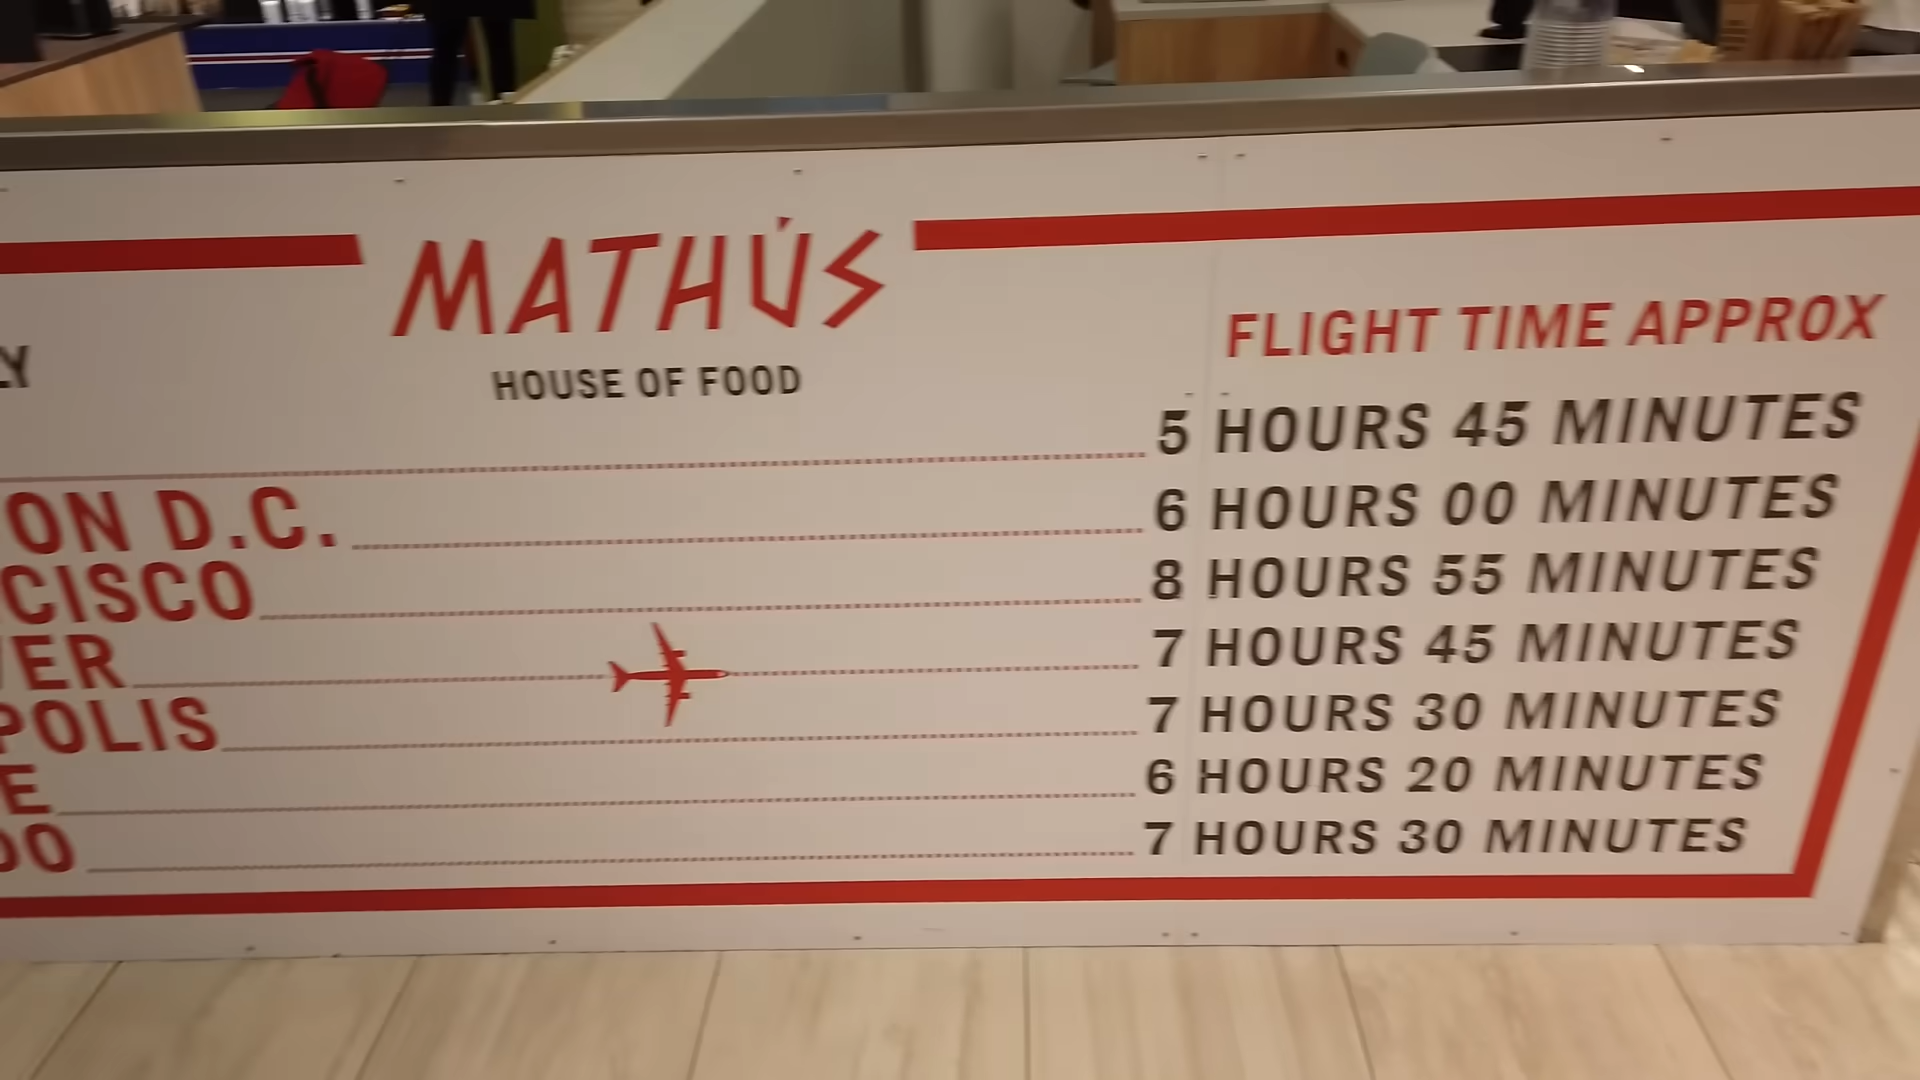 MATHÚS
HOUSE OF FOOD
LY
FLIGHT TIME APPROX
5 HOURS 45 MINUTES
ON D.C. 6 HOURS 00 MINUTES
CISCO 8 HOURS 55 MINUTES
VER 7 HOURS 45 MINUTES
POLIS 7 HOURS 30 MINUTES
E 6 HOURS 20 MINUTES
DO 7 HOURS 30 MINUTES